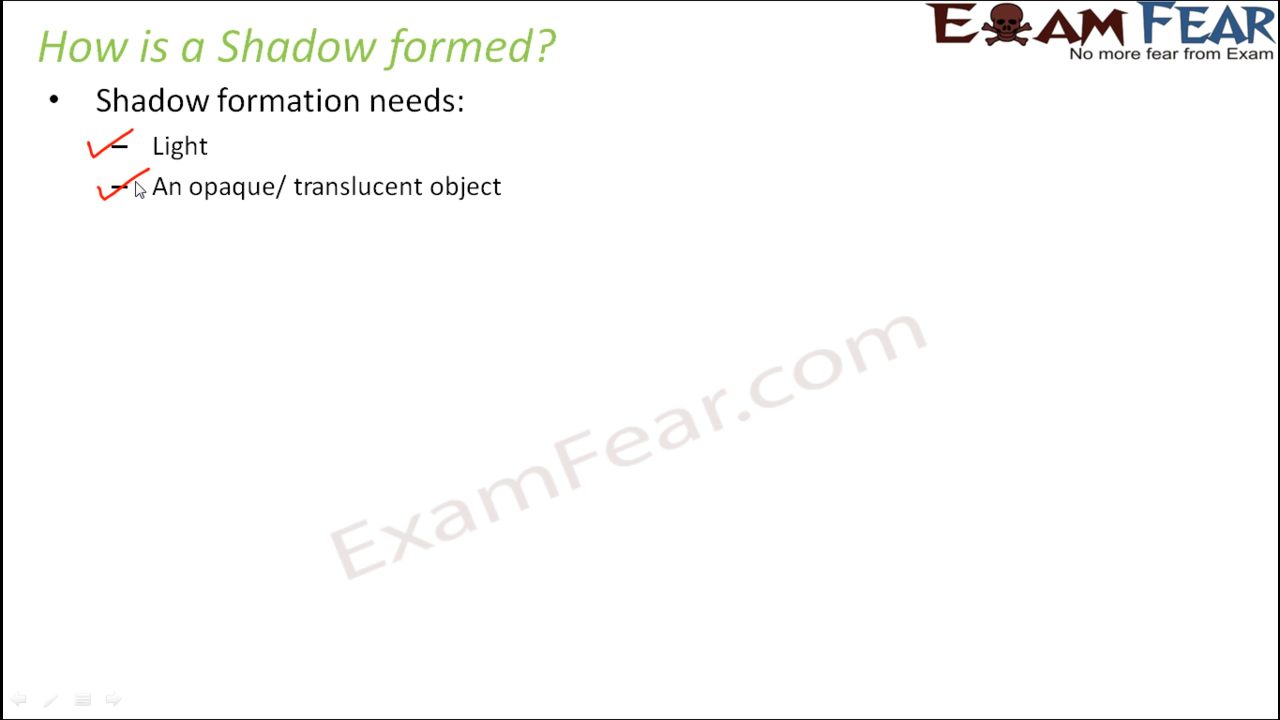 How is a Shadow formed?
EXAM FEAR
No more fear from Exam
• Shadow formation needs:
– Light
– An opaque/ translucent object
ExamFear.com